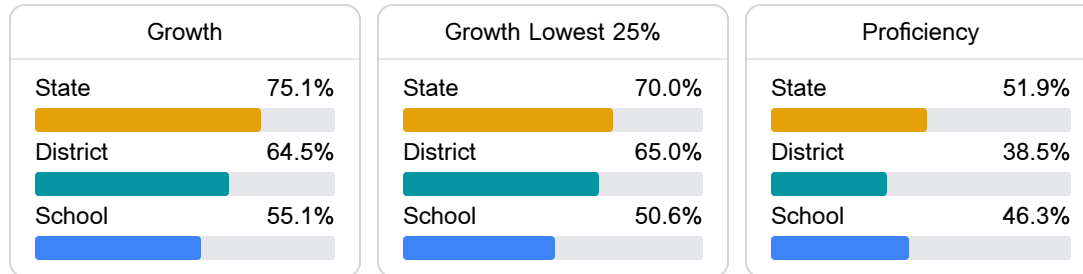 Growth
State 75.1%
District 64.5%
School 55.1%
Growth Lowest 25%
State 70.0%
District 65.0%
School 50.6%
Proficiency
State 51.9%
District 38.5%
School 46.3%